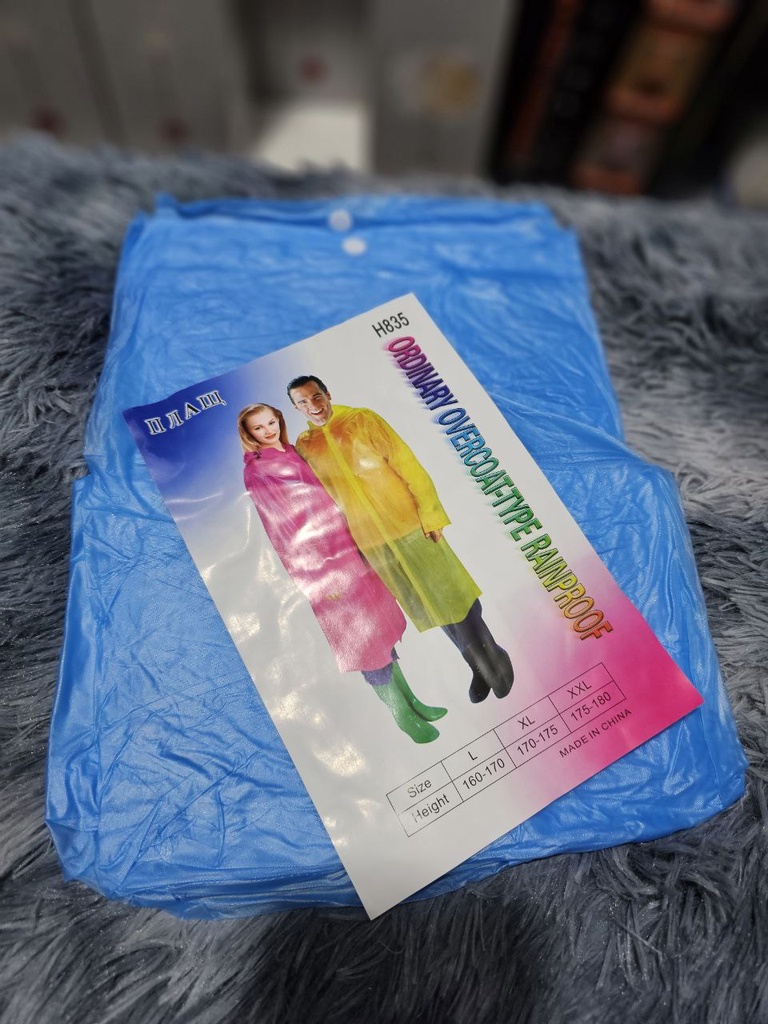 H835
ORDINARY OVERCOAT-TYPE RAINPROOF
ПЛАЩ
Size L XL XXL
Height 160-170 170-175 175-180
MADE IN CHINA